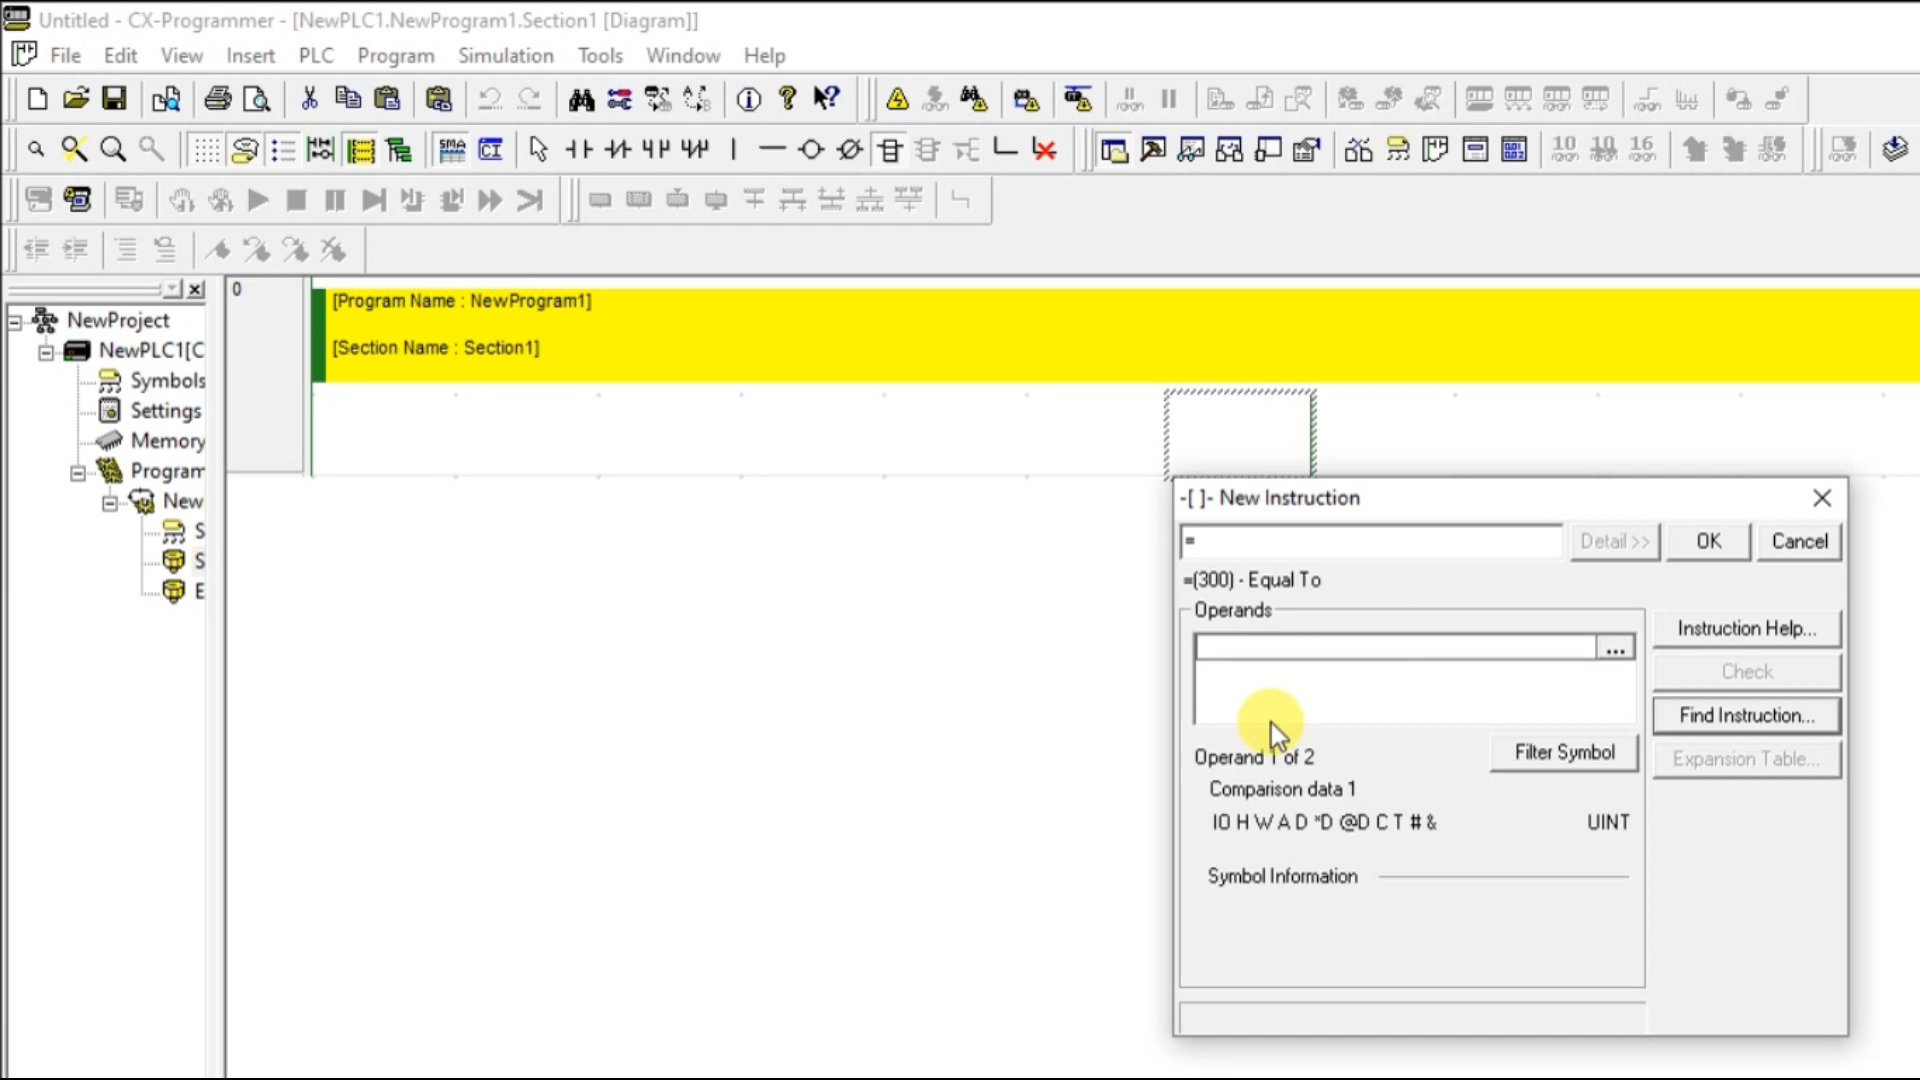 Untitled - CX-Programmer - [NewPLC1.NewProgram1.Section1 [Diagram]]
File Edit View Insert PLC Program Simulation Tools Window Help
SMA CI 10 10 16
0
[Program Name : NewProgram1]
[Section Name : Section1]
NewProject
NewPLC1[C
Symbols
Settings
Memory
Program
New
S
S
E
-[ ]- New Instruction
=
Detail >> OK Cancel
=(300) - Equal To
Operands
...
Instruction Help...
Check
Find Instruction...
Expansion Table...
Operand 1 of 2
Filter Symbol
Comparison data 1
IO H W A D *D @D C T # & UINT
Symbol Information